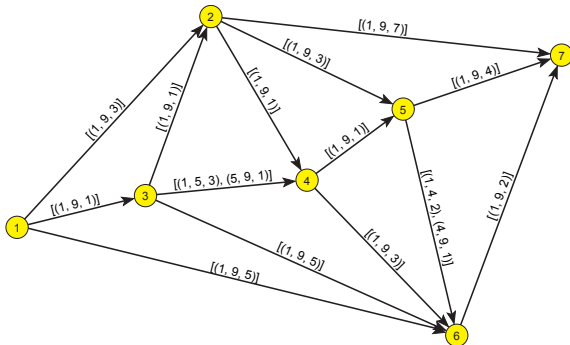 2
[(1, 9, 7)]
7
[(1, 9, 3)]
[(1, 9, 3)]
[(1, 9, 1)]
[(1, 9, 1)]
[(1, 9, 4)]
5
[(1, 9, 1)]
[(1, 5, 3), (5, 9, 1)]
4
3
[(1, 9, 1)]
1
[(1, 4, 2), (4, 9, 1)]
[(1, 9, 2)]
[(1, 9, 3)]
[(1, 9, 5)]
[(1, 9, 5)]
6